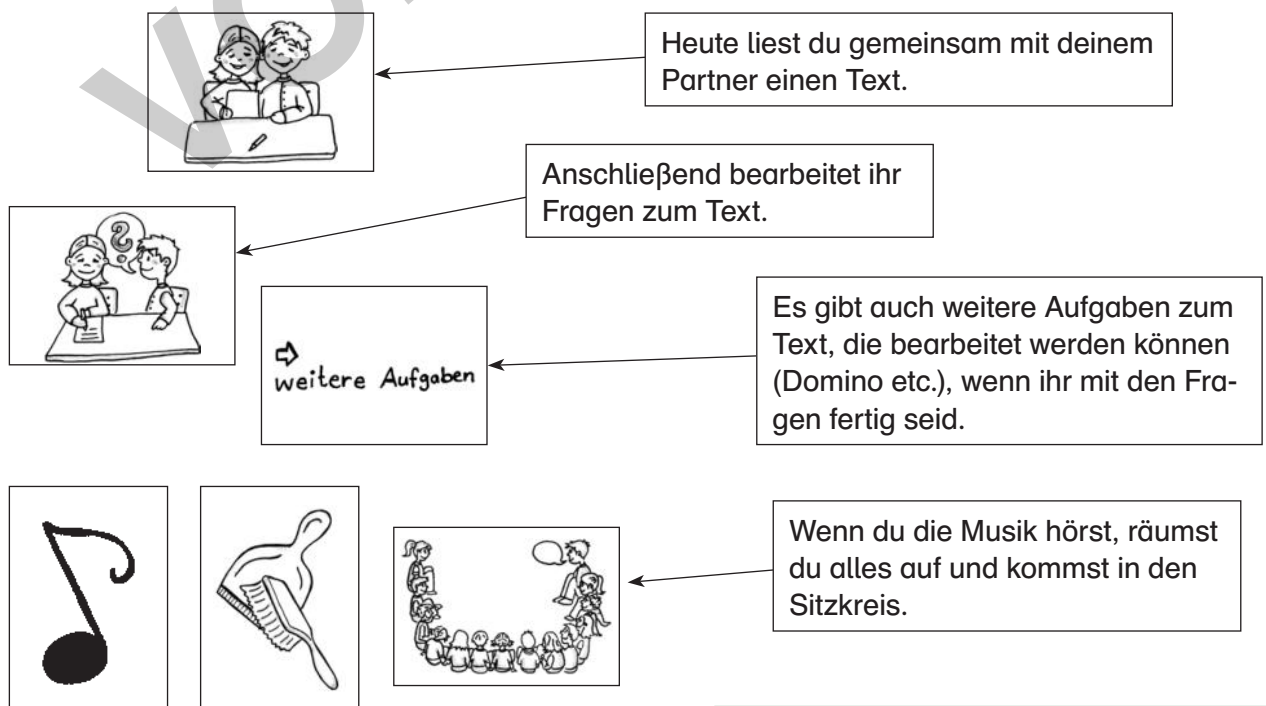 Heute liest du gemeinsam mit deinem
Partner einen Text.
Anschließend bearbeitet ihr
Fragen zum Text.
weitere Aufgaben
Es gibt auch weitere Aufgaben zum
Text, die bearbeitet werden können
(Domino etc.), wenn ihr mit den Fra-
gen fertig seid.
Wenn du die Musik hörst, räumst
du alles auf und kommst in den
Sitzkreis.